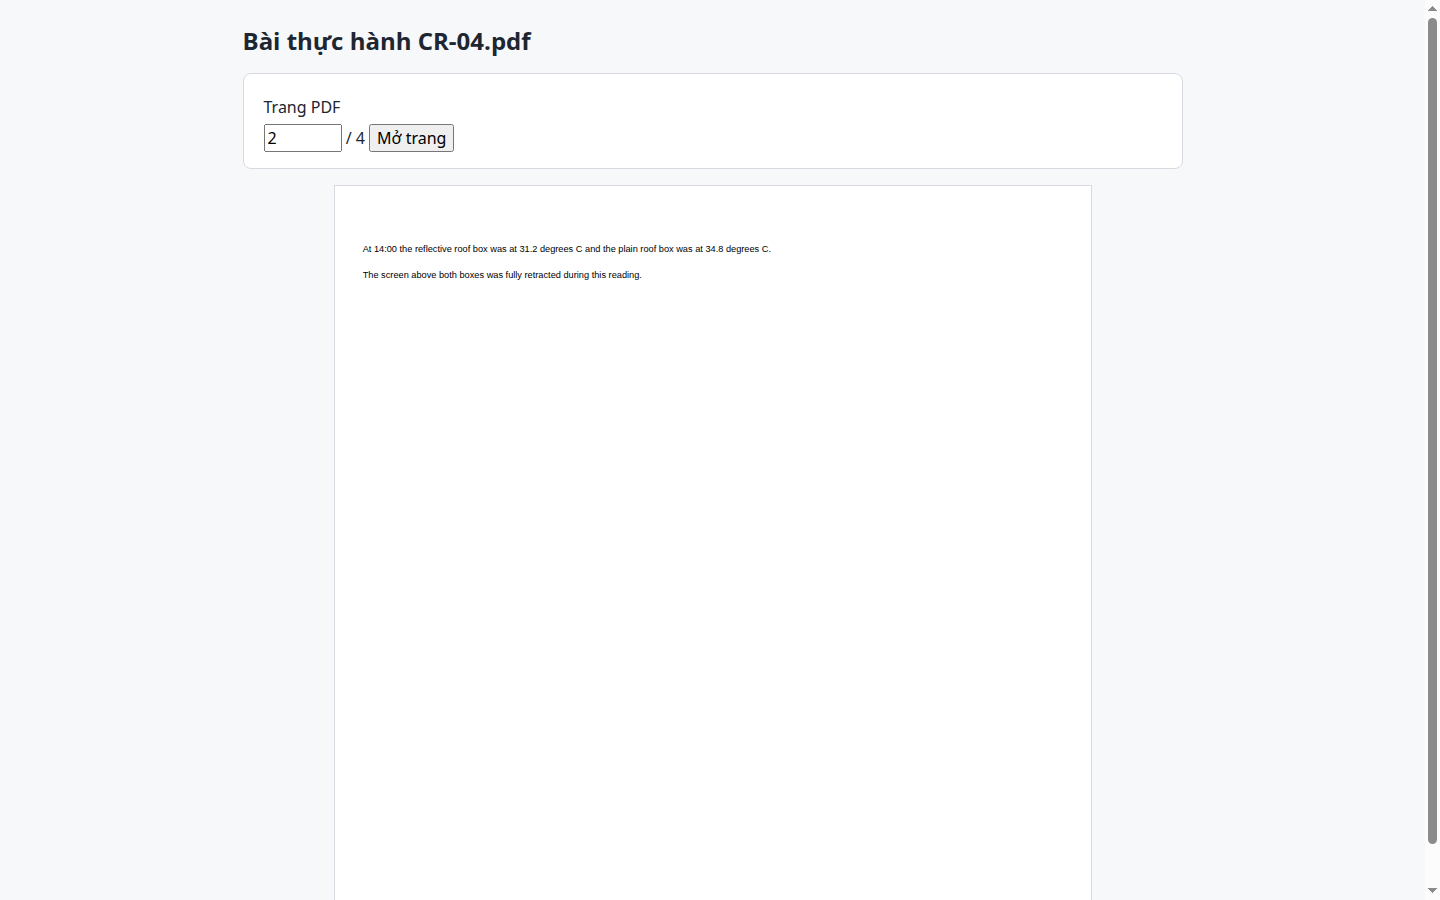 Bài thực hành CR-04.pdf
Trang PDF
2 / 4 Mở trang
At 14:00 the reflective roof box was at 31.2 degrees C and the plain roof box was at 34.8 degrees C.
The screen above both boxes was fully retracted during this reading.